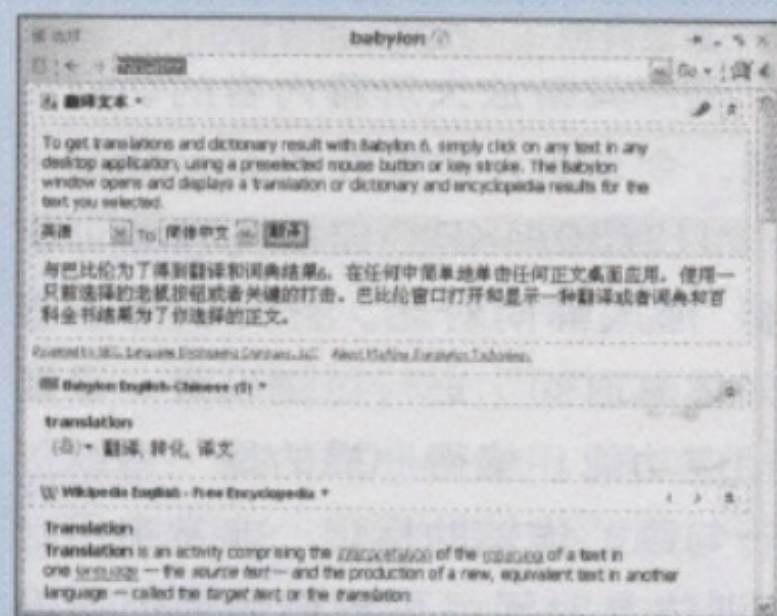 选择 babylon
translation Go
翻译文本
To get translations and dictionary result with Babylon 6, simply click on any text in any
desktop application, using a preselected mouse button or key stroke. The Babylon
window opens and displays a translation or dictionary and encyclopedia results for the
text you selected.
英语 To 简体中文 翻译
与巴比伦为了得到翻译和词典结果6, 在任何中简单地单击任何正文桌面应用, 使用一
只前选择的老鼠按钮或者关键的打击。巴比伦窗口打开和显示一种翻译或者词典和百
科全书结果为了你选择的正文。
Babylon English-Chinese (S)
translation
翻译, 转化, 译文
W Wikipedia English - Free Encyclopedia
Translation
Translation is an activity comprising the interpretation of the meaning of a text in
one language — the source text — and the production of a new, equivalent text in another
language — called the target text, or the translation.